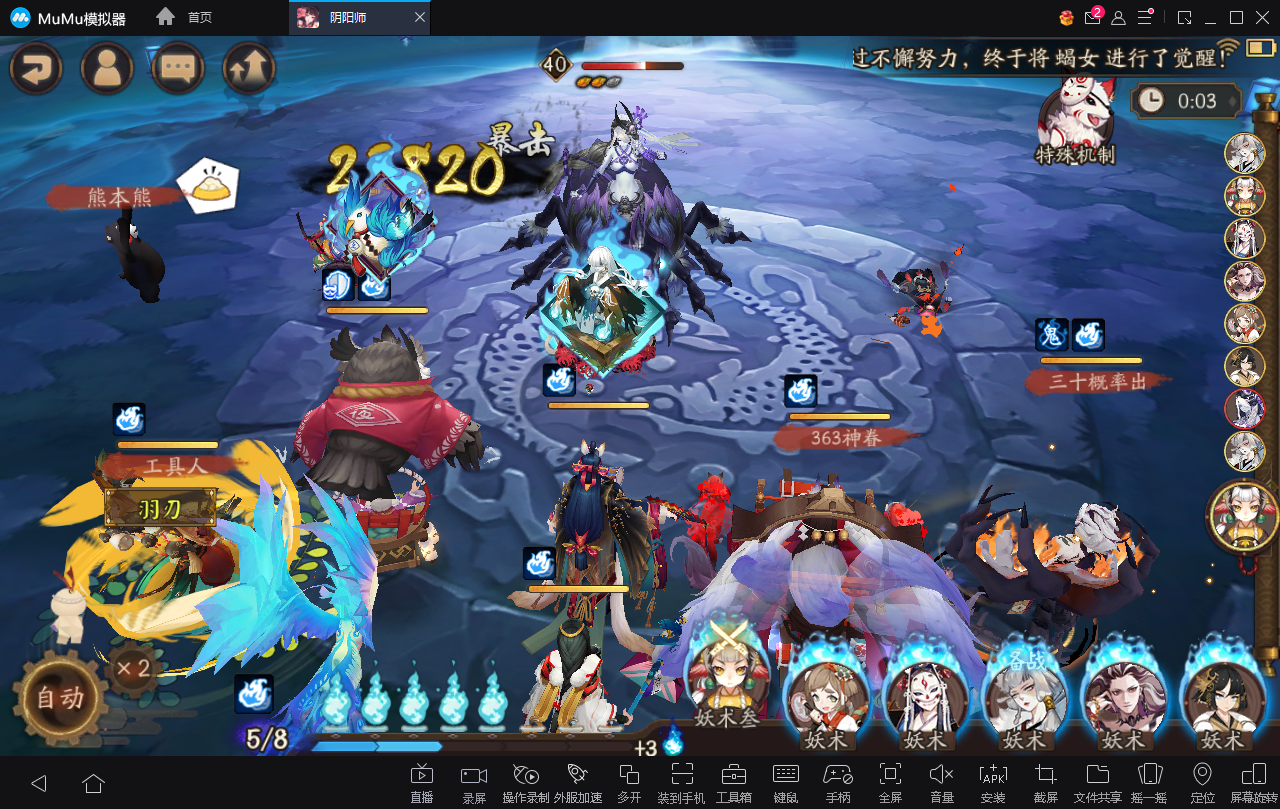 MuMu模拟器
首页
阴阳师
2
40
过不懈努力，终于将 蝎女 进行了觉醒！
0:03
特殊机制
暴击
熊本熊
鬼
三十概率出
363神眷
工具人
羽刃
自动
×2
5/8
+3
备战
妖术叁
妖术
妖术
妖术
妖术
妖术
直播
录屏
操作录制
外服加速
多开
装到手机
工具箱
键鼠
手柄
全屏
音量
APK
安装
截屏
文件共享
摇一摇
定位
屏幕旋转